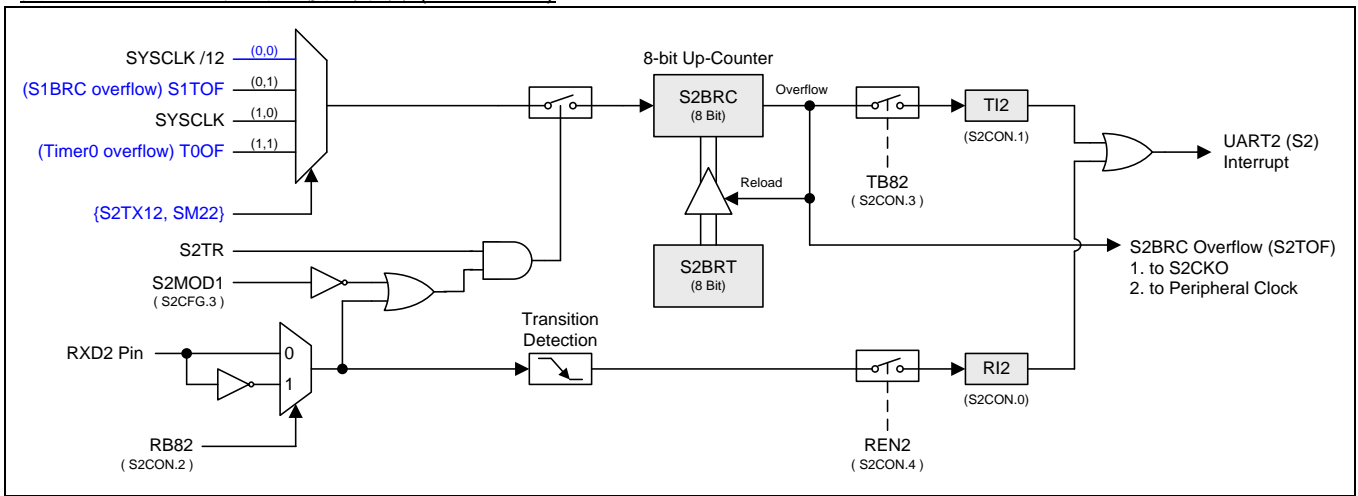 SYSCLK /12
(0,0)
(S1BRC overflow) S1TOF
(0,1)
SYSCLK
(1,0)
(Timer0 overflow) T0OF
(1,1)
{S2TX12, SM22}
S2TR
S2MOD1
( S2CFG.3 )
RXD2 Pin
0
1
RB82
( S2CON.2 )
Transition
Detection
8-bit Up-Counter
S2BRC
(8 Bit)
Overflow
Reload
S2BRT
(8 Bit)
TB82
( S2CON.3 )
TI2
(S2CON.1)
REN2
( S2CON.4 )
RI2
(S2CON.0)
UART2 (S2)
Interrupt
S2BRC Overflow (S2TOF)
1. to S2CKO
2. to Peripheral Clock